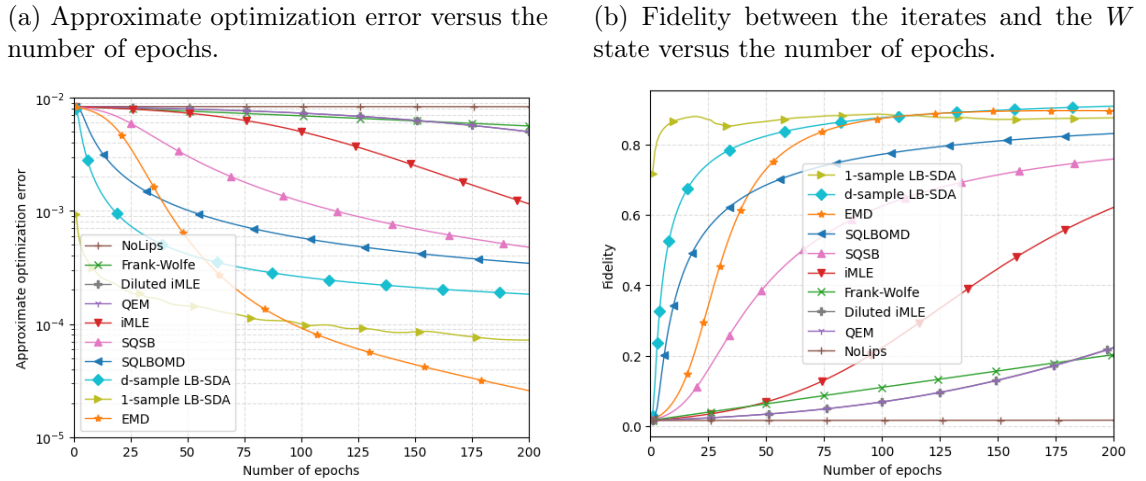 (a) Approximate optimization error versus the
number of epochs.
(b) Fidelity between the iterates and the W
state versus the number of epochs.
Approximate optimization error
10⁻²
10⁻³
10⁻⁴
10⁻⁵
NoLips
Frank-Wolfe
Diluted iMLE
QEM
iMLE
SQSB
SQLBOMD
d-sample LB-SDA
1-sample LB-SDA
EMD
0 25 50 75 100 125 150 175 200
Number of epochs
Fidelity
0.8
0.6
0.4
0.2
0.0
1-sample LB-SDA
d-sample LB-SDA
EMD
SQLBOMD
SQSB
iMLE
Frank-Wolfe
Diluted iMLE
QEM
NoLips
0 25 50 75 100 125 150 175 200
Number of epochs